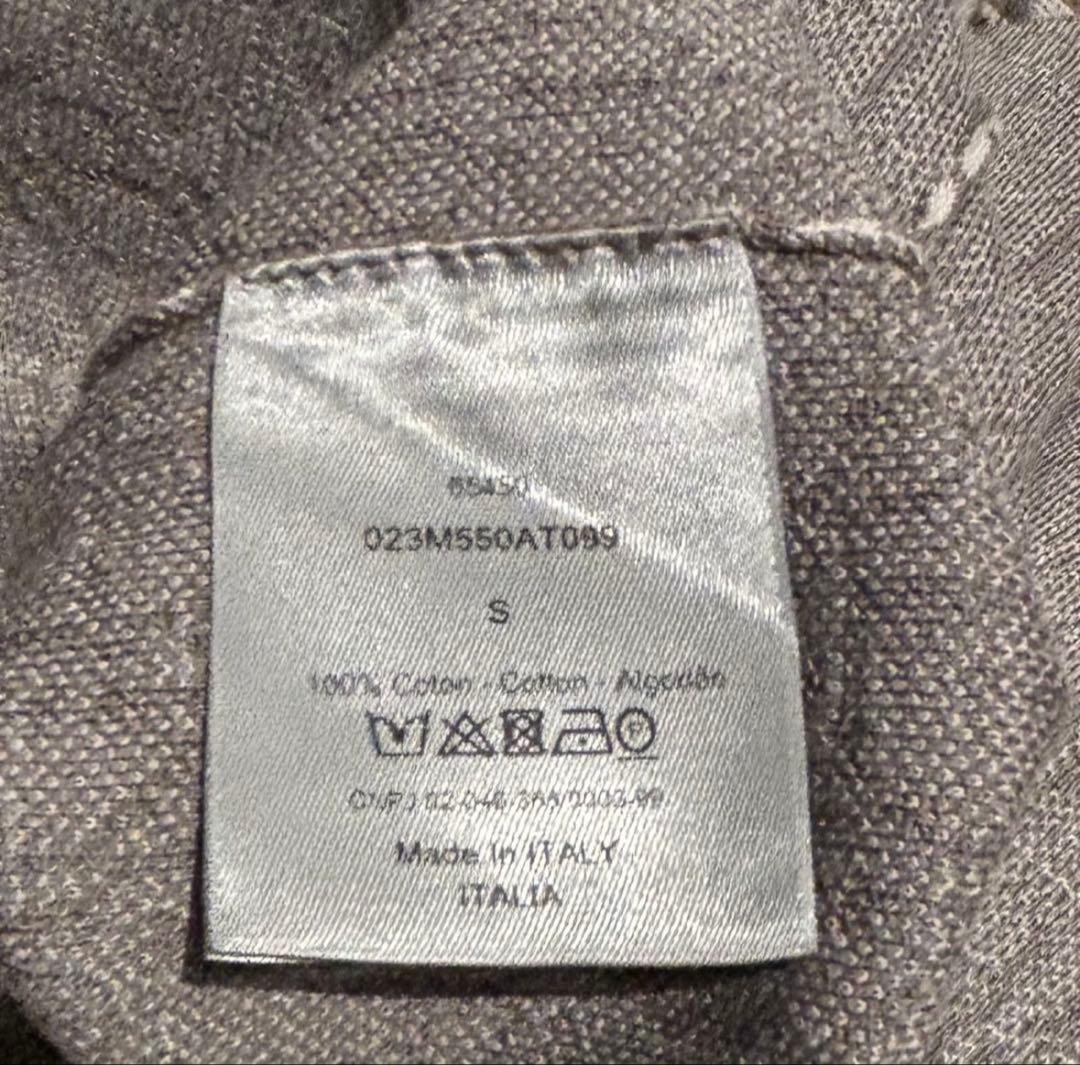 023M550AT099
S
100% Coton - Cotton - Algodón
Made in ITALY
ITALIA